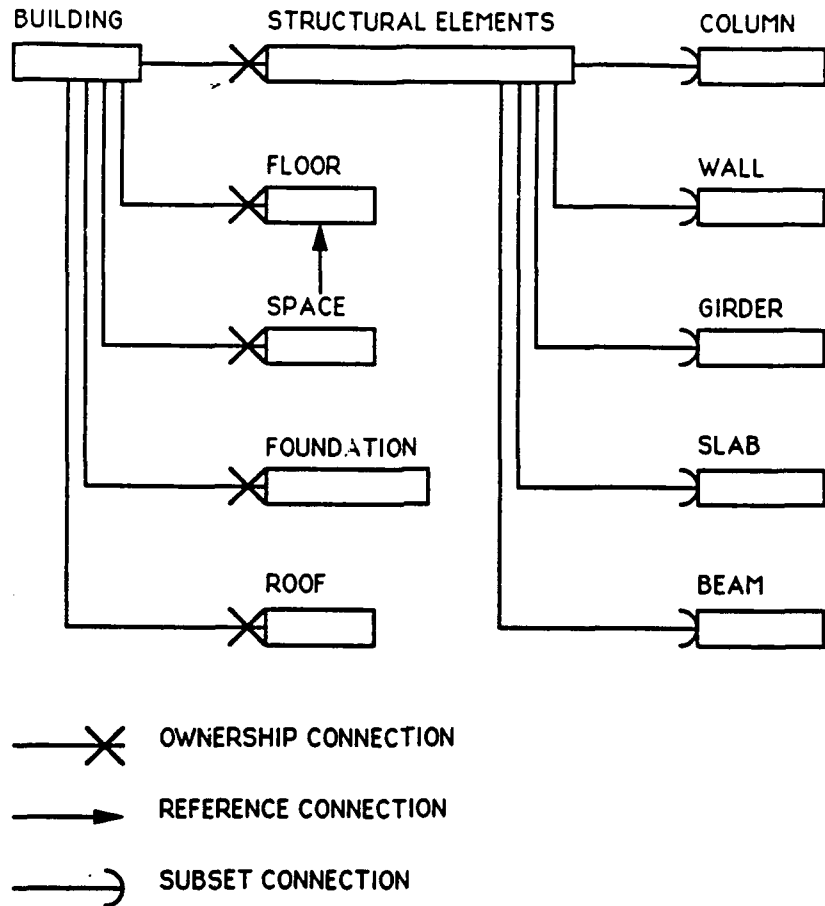 BUILDING
STRUCTURAL ELEMENTS
COLUMN
FLOOR
WALL
SPACE
GIRDER
FOUNDATION
SLAB
ROOF
BEAM
OWNERSHIP CONNECTION
REFERENCE CONNECTION
SUBSET CONNECTION